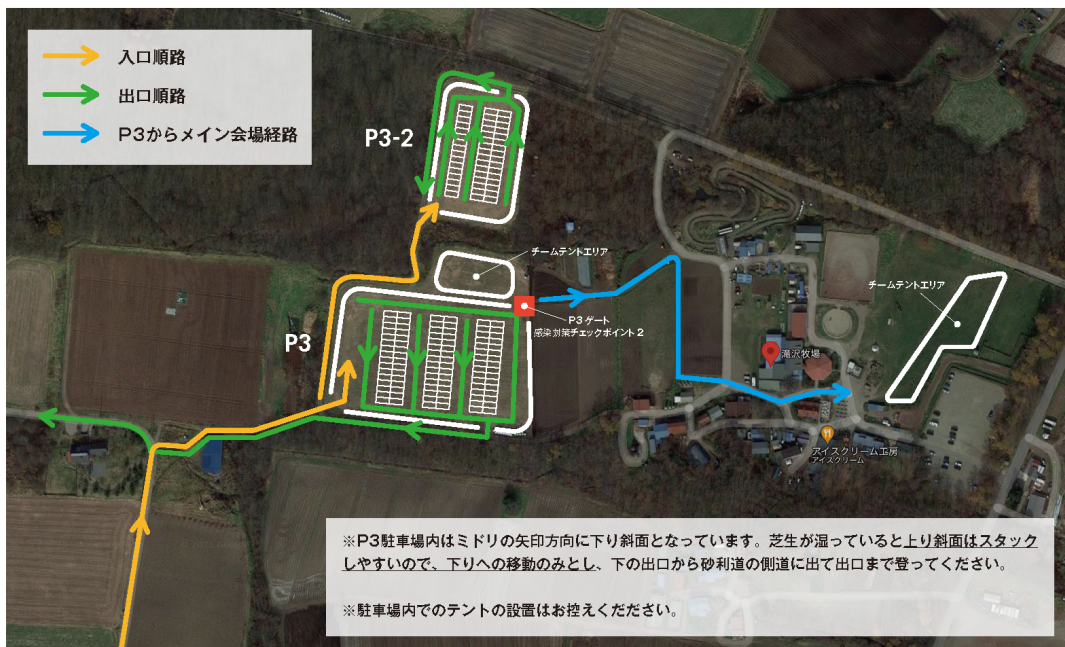 入口順路
出口順路
P3からメイン会場経路
P3-2
チームテントエリア
チームテントエリア
P3ゲート
感染対策チェックポイント2
P3
滝沢牧場
アイスクリーム工房
アイスクリーム
※P3駐車場内はミドリの矢印方向に下り斜面となっています。芝生が湿っていると上り斜面はスタック
しやすいので、下りへの移動のみとし、下の出口から砂利道の側道に出て出口まで登ってください。
※駐車場内でのテントの設置はお控えくだださい。